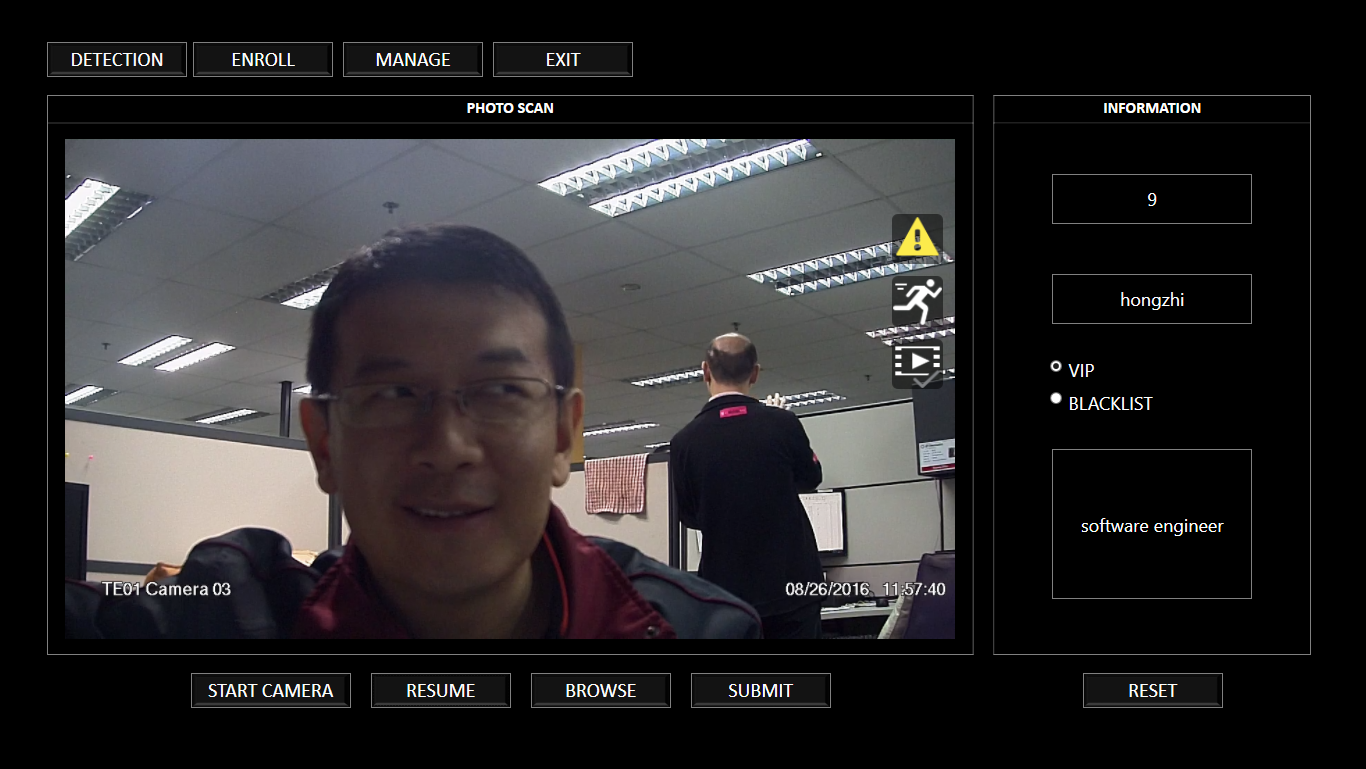 DETECTION ENROLL MANAGE EXIT
PHOTO SCAN
INFORMATION
9
hongzhi
VIP
BLACKLIST
software engineer
TE01 Camera 03
08/26/2016 11:57:40
START CAMERA RESUME BROWSE SUBMIT
RESET